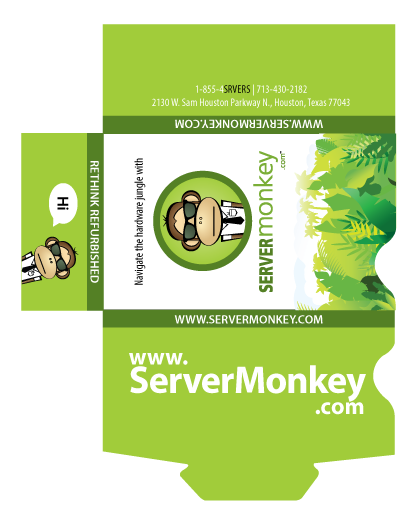 1-855-4SRVERS | 713-430-2182
2130 W. Sam Houston Parkway N., Houston, Texas 77043
WWW.SERVERMONKEY.COM
RETHINK REFURBISHED
Hi
Navigate the hardware jungle with
SERVERmonkey
.com™
WWW.SERVERMONKEY.COM
www.
ServerMonkey
.com